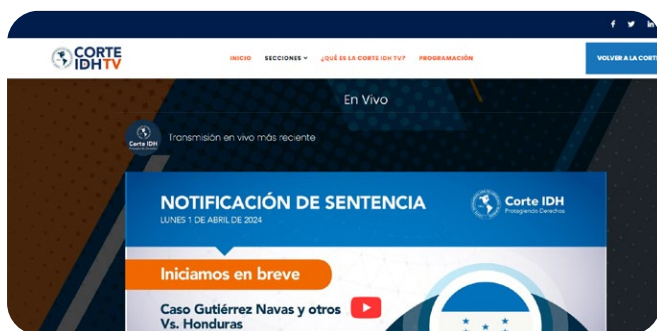 CORTE
IDHTV
INICIO SECCIONES ¿QUÉ ES LA CORTE IDH TV? PROGRAMACIÓN
VOLVER A LA CORTE
En Vivo
Corte IDH
Transmisión en vivo más reciente
NOTIFICACIÓN DE SENTENCIA
LUNES 1 DE ABRIL DE 2024
Corte IDH
Protegiendo Derechos
Iniciamos en breve
Caso Gutiérrez Navas y otros
Vs. Honduras